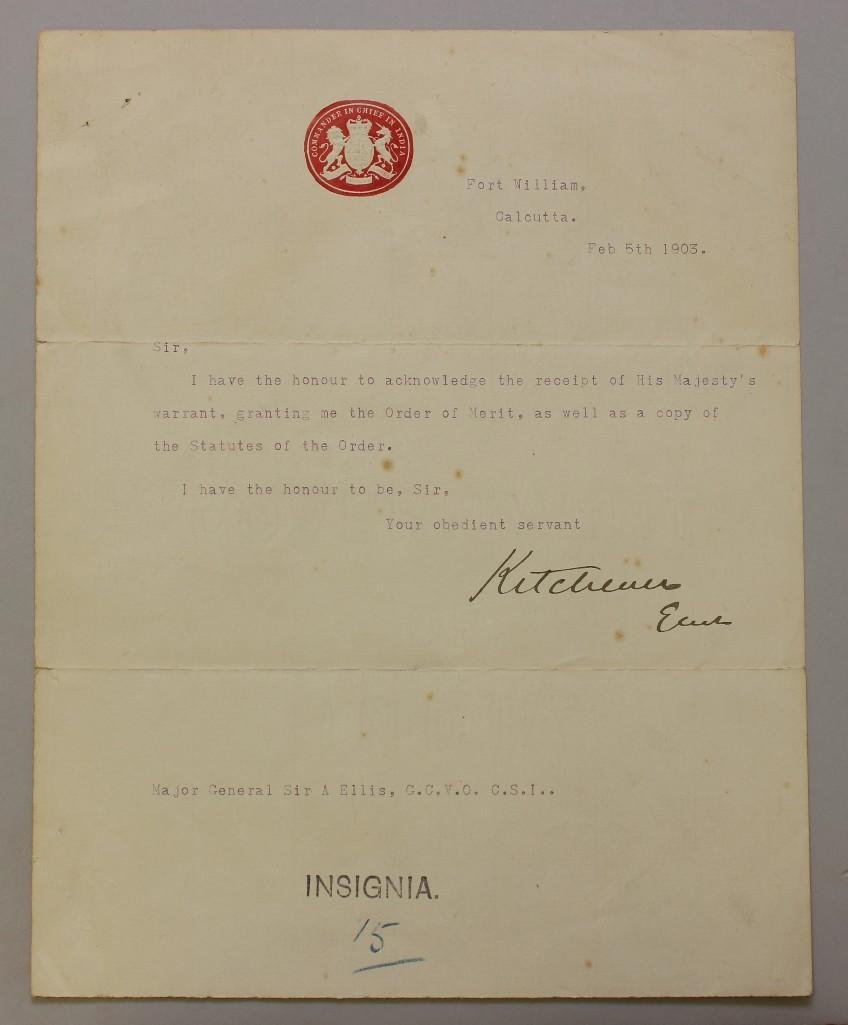 COMMANDER IN CHIEF IN INDIA
Fort William,
Calcutta.
Feb 5th 1903.
Sir,
I have the honour to acknowledge the receipt of His Majesty's
warrant, granting me the Order of Merit, as well as a copy of
the Statutes of the Order.
I have the honour to be, Sir,
Your obedient servant
Kitchener
Major General Sir A Ellis, G.C.V.O. C.S.I..
INSIGNIA.
15